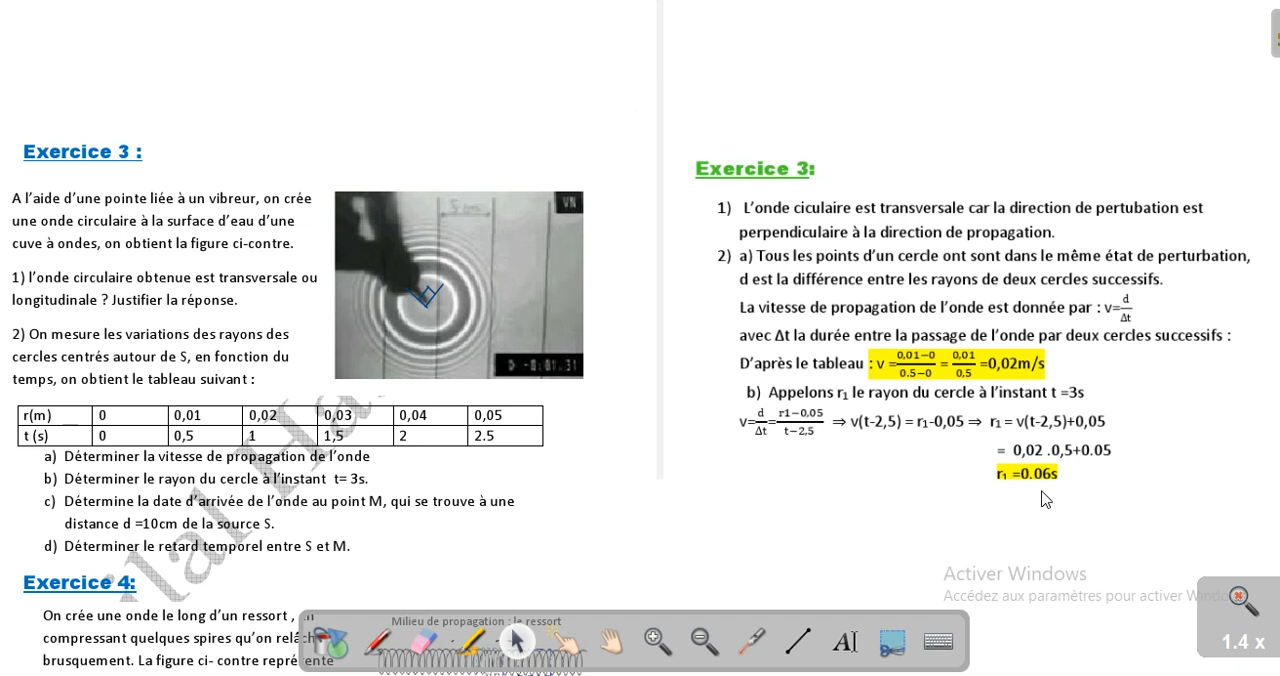 Exercice 3 :
A l’aide d’une pointe liée à un vibreur, on crée
une onde circulaire à la surface d’eau d’une
cuve à ondes, on obtient la figure ci-contre.
1) l’onde circulaire obtenue est transversale ou
longitudinale ? Justifier la réponse.
2) On mesure les variations des rayons des
cercles centrés autour de S, en fonction du
temps, on obtient le tableau suivant :
VN
r(m) 0 0,01 0,02 0,03 0,04 0,05
t (s) 0 0,5 1 1,5 2 2.5
a) Déterminer la vitesse de propagation de l’onde
b) Déterminer le rayon du cercle à l’instant t= 3s.
c) Détermine la date d’arrivée de l’onde au point M, qui se trouve à une
distance d =10cm de la source S.
d) Déterminer le retard temporel entre S et M.
Exercice 4:
On crée une onde le long d’un ressort ,
compressant quelques spires qu’on relâch
brusquement. La figure ci- contre repré ente
Milieu de propagation : le ressort
Exercice 3:
1) L’onde ciculaire est transversale car la direction de pertubation est
perpendiculaire à la direction de propagation.
2) a) Tous les points d’un cercle ont sont dans le même état de perturbation,
d est la différence entre les rayons de deux cercles successifs.
La vitesse de propagation de l’onde est donnée par : v=d/Δt
avec Δt la durée entre la passage de l’onde par deux cercles successifs :
D’après le tableau : v =0,01−0/0.5−0 = 0,01/0,5 =0,02m/s
b) Appelons r₁ le rayon du cercle à l’instant t =3s
v=d/Δt=r1−0,05/t−2,5 ⇒ v(t-2,5) = r₁-0,05⇒ r₁ = v(t-2,5)+0,05
= 0,02 .0,5+0.05
r₁ =0.06s
Activer Windows
Accédez aux paramètres pour activer Windo
AI
1.4 x